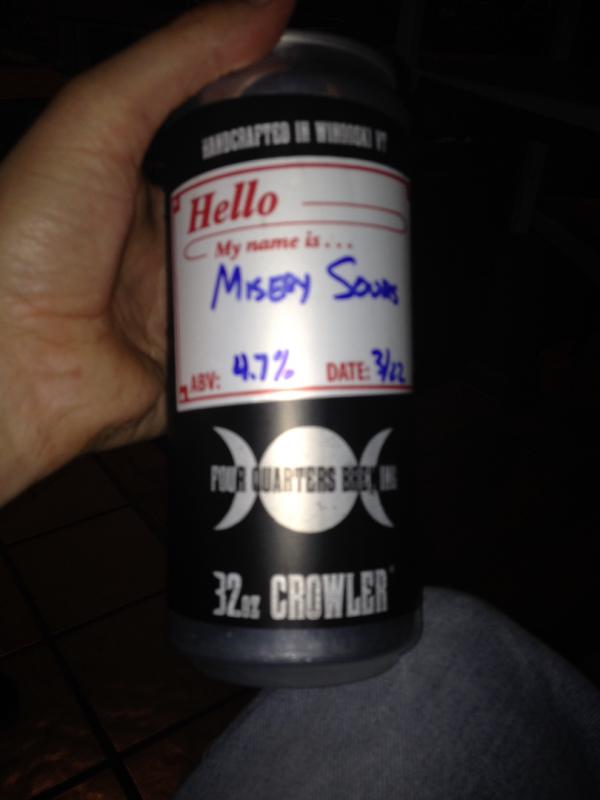 HANDCRAFTED IN WINOOSKI VT
Hello
My name is...
MISERY SOURS
ABV: 4.7% DATE: 3/22
FOUR QUARTERS BREWING
32oz CROWLER